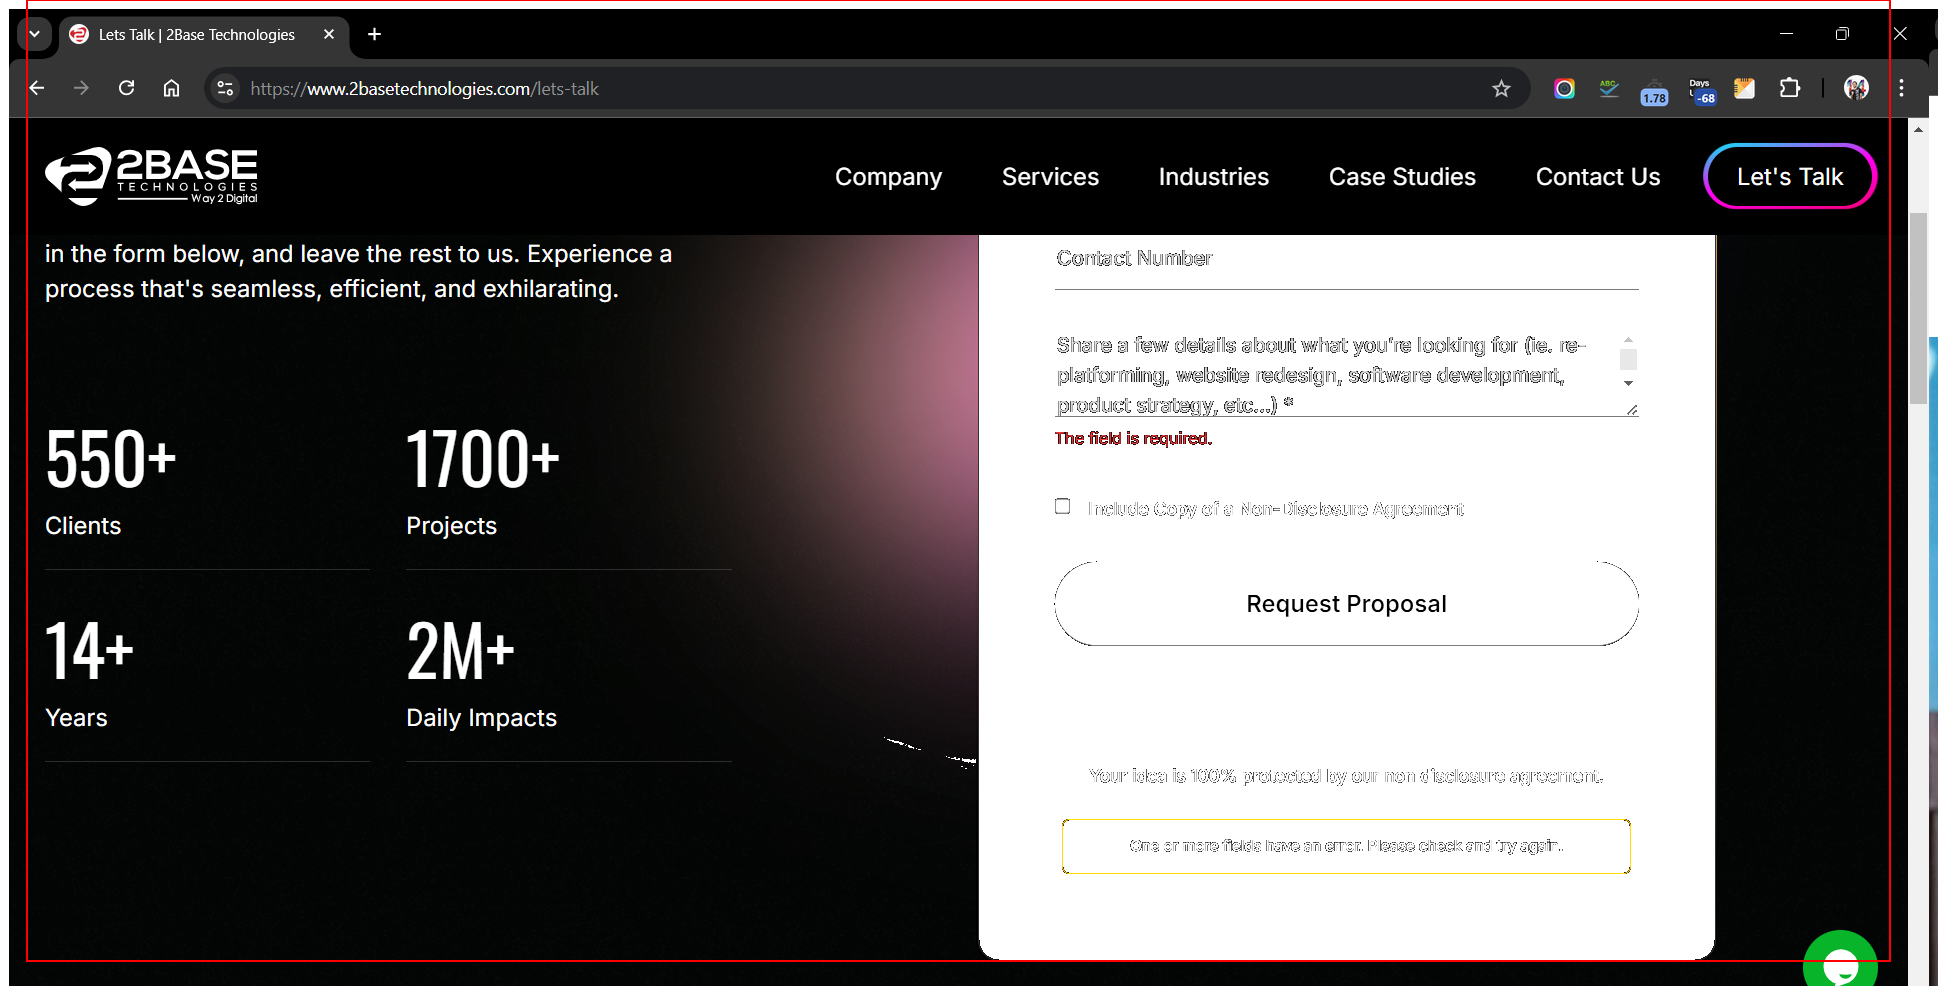 Lets Talk | 2Base Technologies
https://www.2basetechnologies.com/lets-talk
ABC
1.78
Days
-68
2BASE
TECHNOLOGIES
Way 2 Digital
Company
Services
Industries
Case Studies
Contact Us
Let's Talk
in the form below, and leave the rest to us. Experience a
process that's seamless, efficient, and exhilarating.
550+
Clients
1700+
Projects
14+
Years
2M+
Daily Impacts
Contact Number
Share a few details about what you're looking for (ie. re-
platforming, website redesign, software development,
product strategy, etc...) *
The field is required.
Include Copy of a Non-Disclosure Agreement
Request Proposal
Your idea is 100% protected by our non disclosure agreement.
One or more fields have an error. Please check and try again.